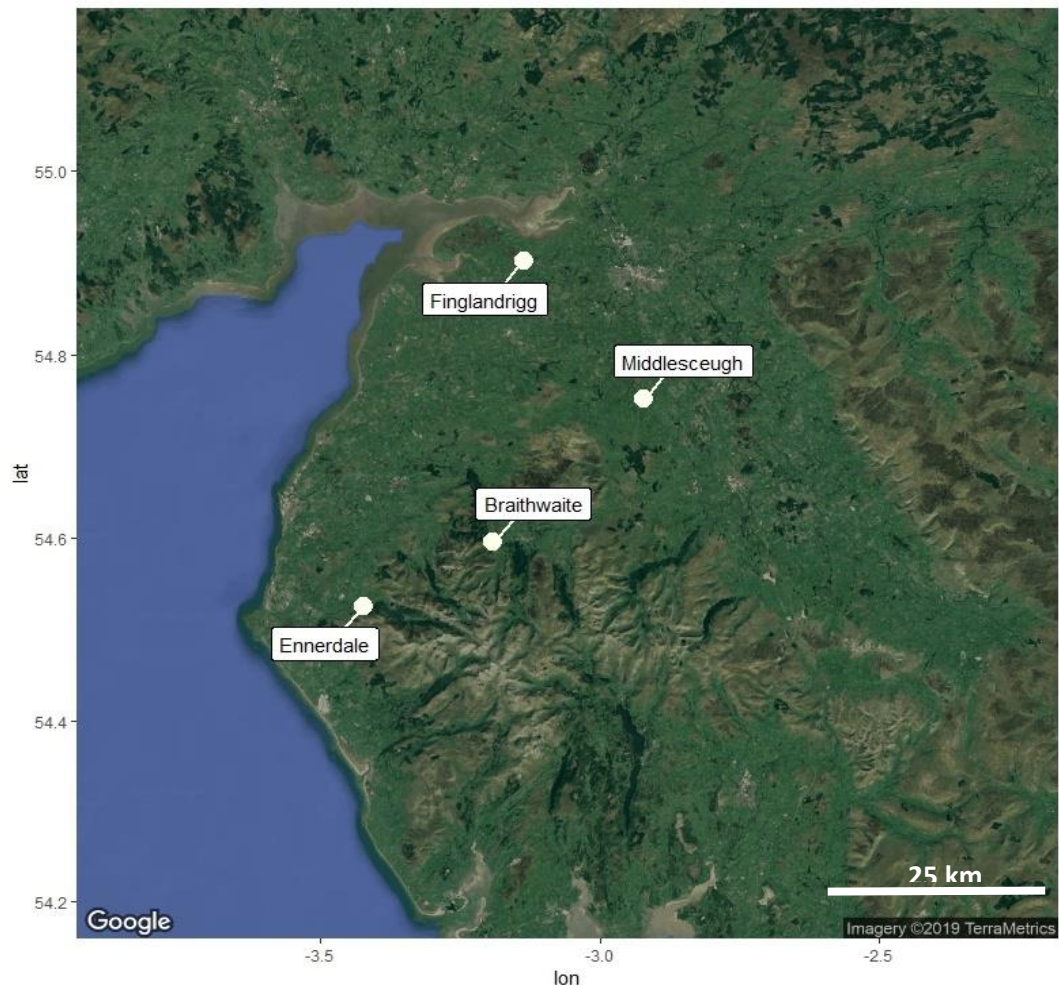 55.0
Finglandrigg
54.8
Middlesceugh
lat
Braithwaite
54.6
Ennerdale
54.4
25 km
54.2
Google
Imagery ©2019 TerraMetrics
-3.5
-3.0
-2.5
lon